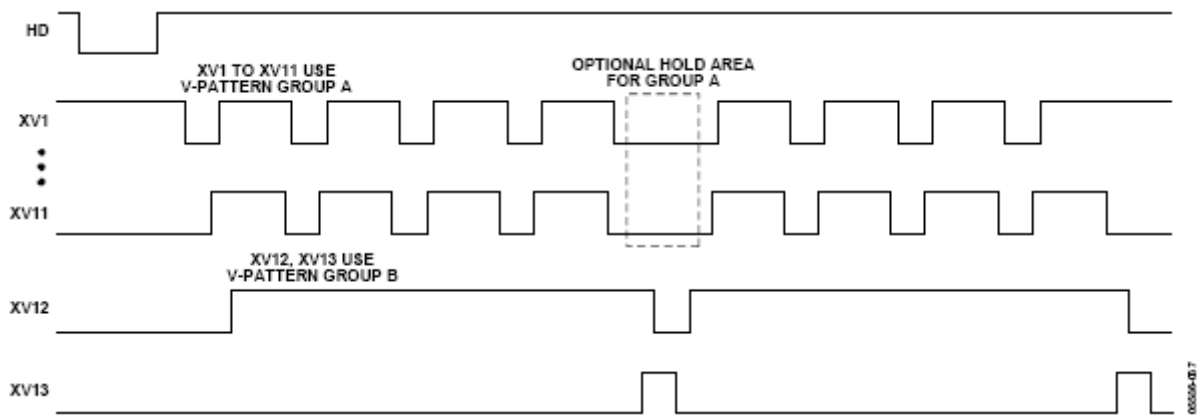 HD
XV1 TO XV11 USE
V-PATTERN GROUP A
OPTIONAL HOLD AREA
FOR GROUP A
XV1
XV11
XV12, XV13 USE
V-PATTERN GROUP B
XV12
XV13